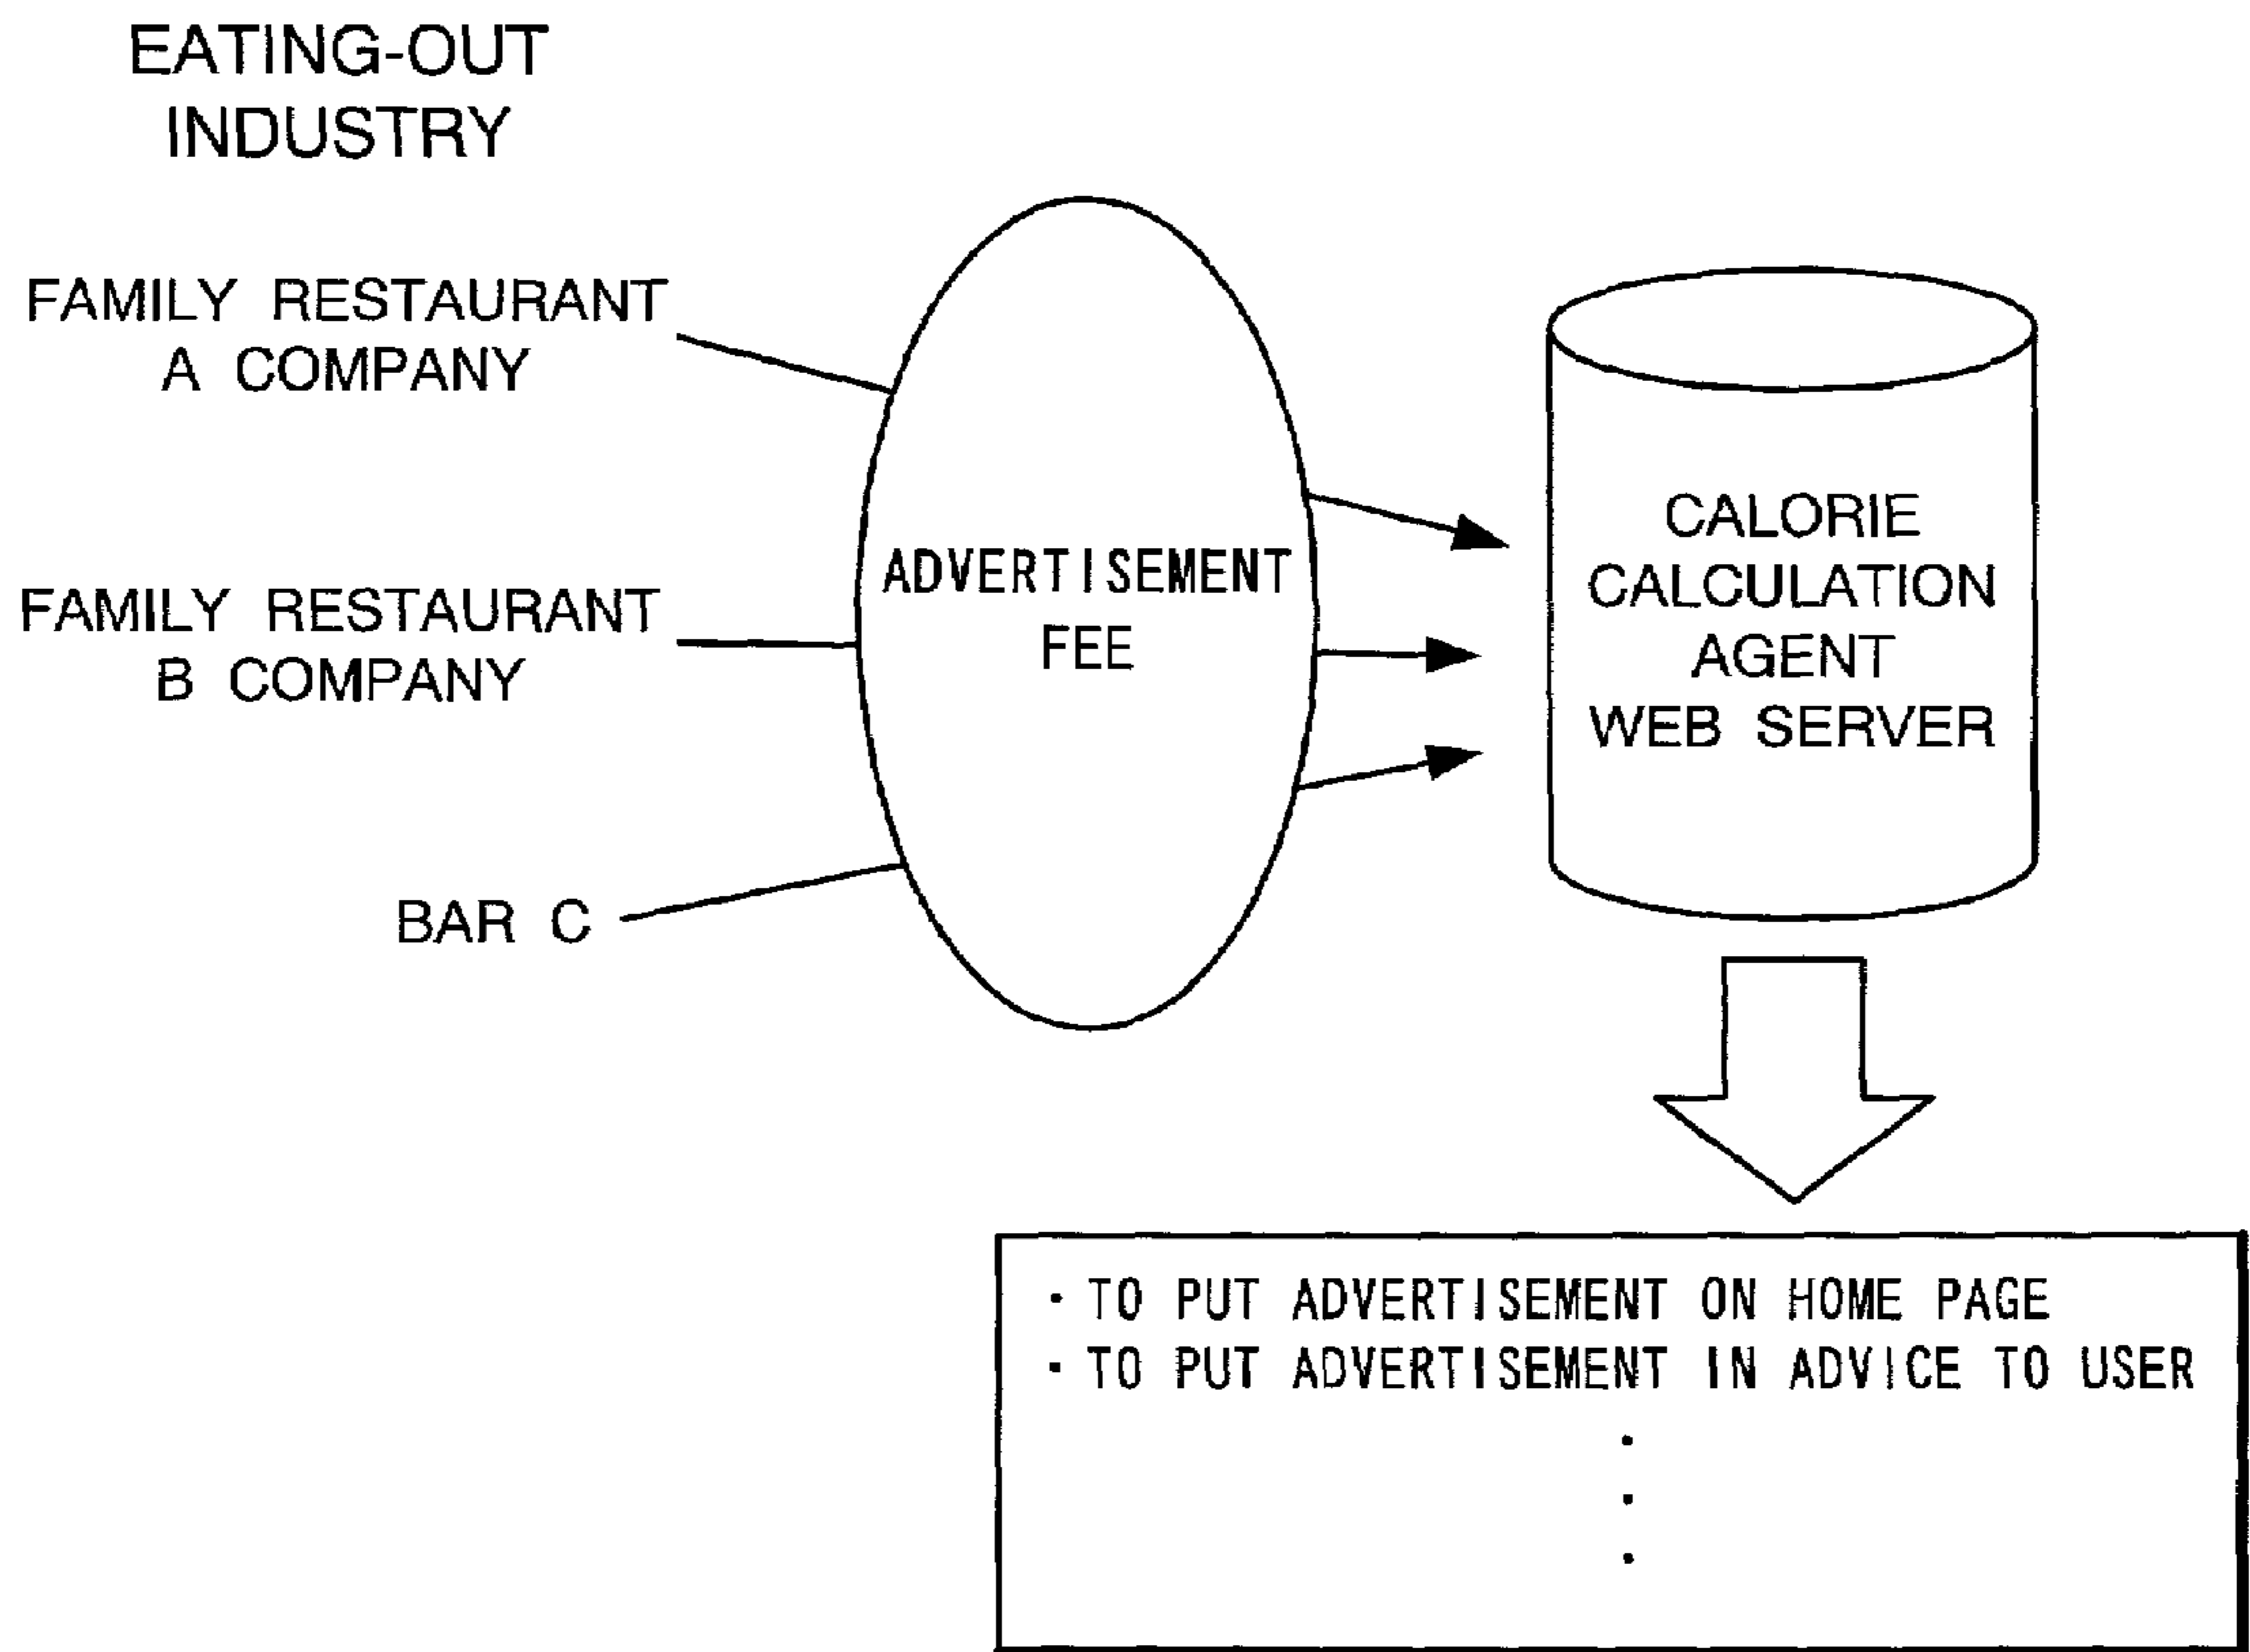 EATING-OUT
INDUSTRY
FAMILY RESTAURANT
A COMPANY
FAMILY RESTAURANT
B COMPANY
BAR C
ADVERTISEMENT
FEE
CALORIE
CALCULATION
AGENT
WEB SERVER
· TO PUT ADVERTISEMENT ON HOME PAGE
· TO PUT ADVERTISEMENT IN ADVICE TO USER
·
·
·